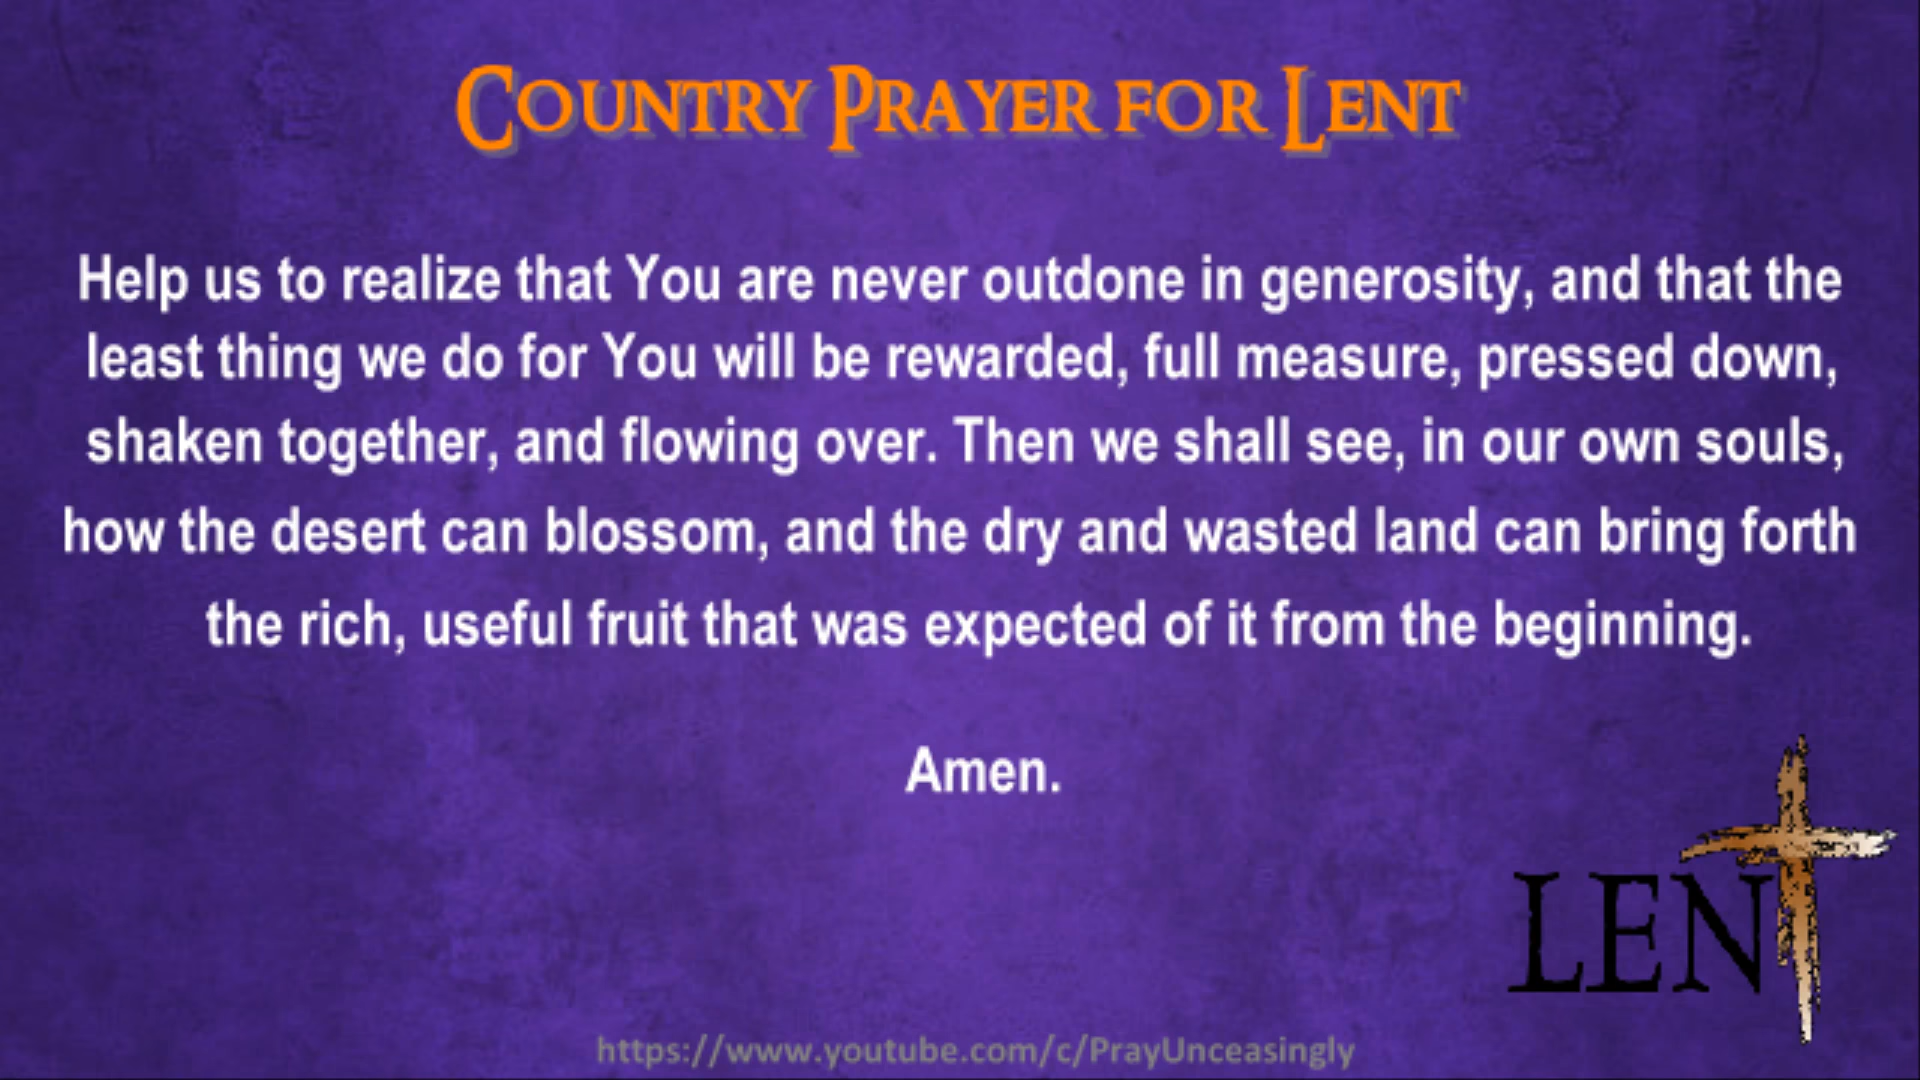 Country Prayer for Lent
Help us to realize that You are never outdone in generosity, and that the
least thing we do for You will be rewarded, full measure, pressed down,
shaken together, and flowing over. Then we shall see, in our own souls,
how the desert can blossom, and the dry and wasted land can bring forth
the rich, useful fruit that was expected of it from the beginning.
Amen.
LENT
https://www.youtube.com/c/PrayUnceasingly